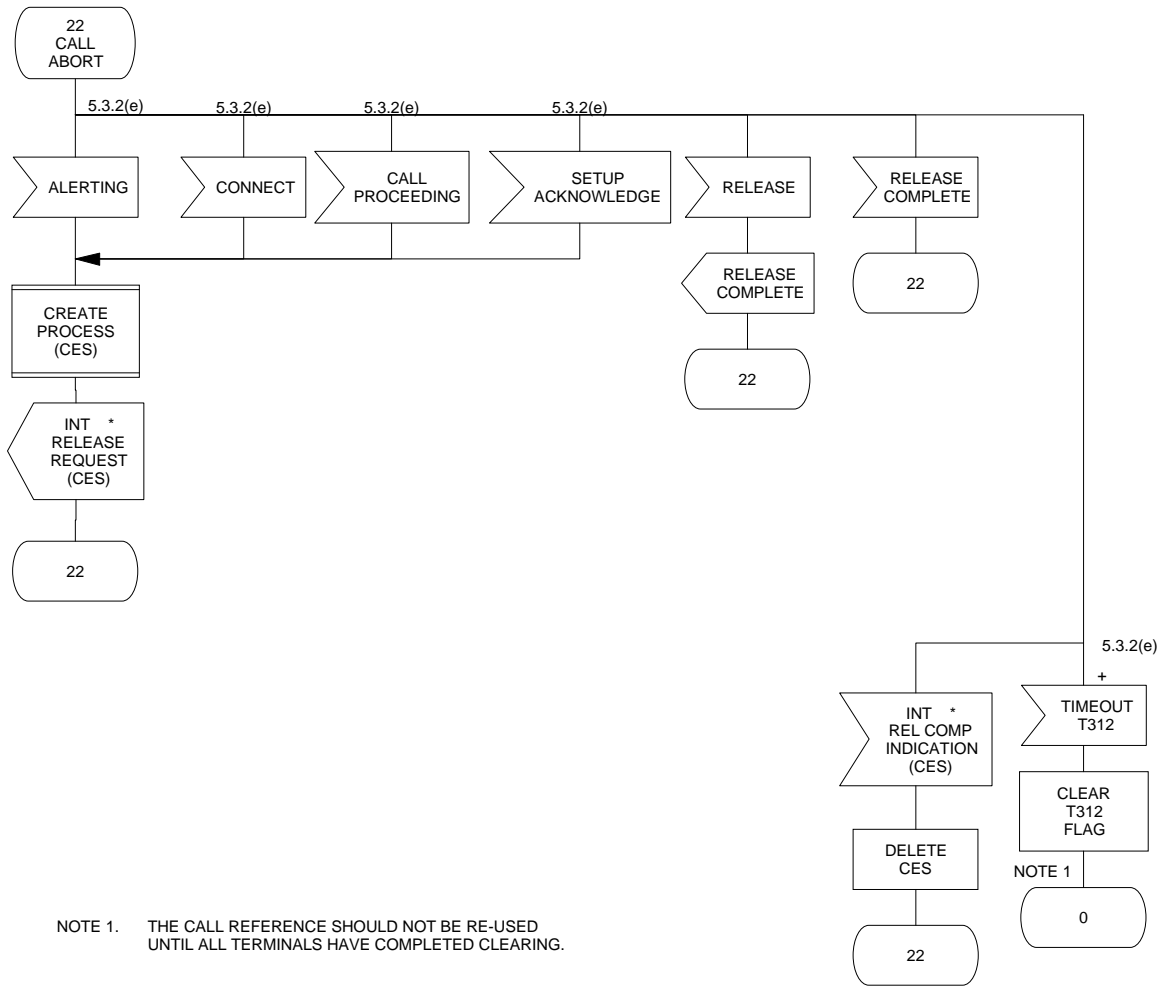 22
CALL
ABORT
5.3.2(e)
5.3.2(e)
5.3.2(e)
5.3.2(e)
ALERTING
CONNECT
CALL
PROCEEDING
SETUP
ACKNOWLEDGE
RELEASE
RELEASE
COMPLETE
RELEASE
COMPLETE
22
22
CREATE
PROCESS
(CES)
INT *
RELEASE
REQUEST
(CES)
22
5.3.2(e)
+
INT *
REL COMP
INDICATION
(CES)
TIMEOUT
T312
DELETE
CES
CLEAR
T312
FLAG
NOTE 1
22
0
NOTE 1. THE CALL REFERENCE SHOULD NOT BE RE-USED
UNTIL ALL TERMINALS HAVE COMPLETED CLEARING.